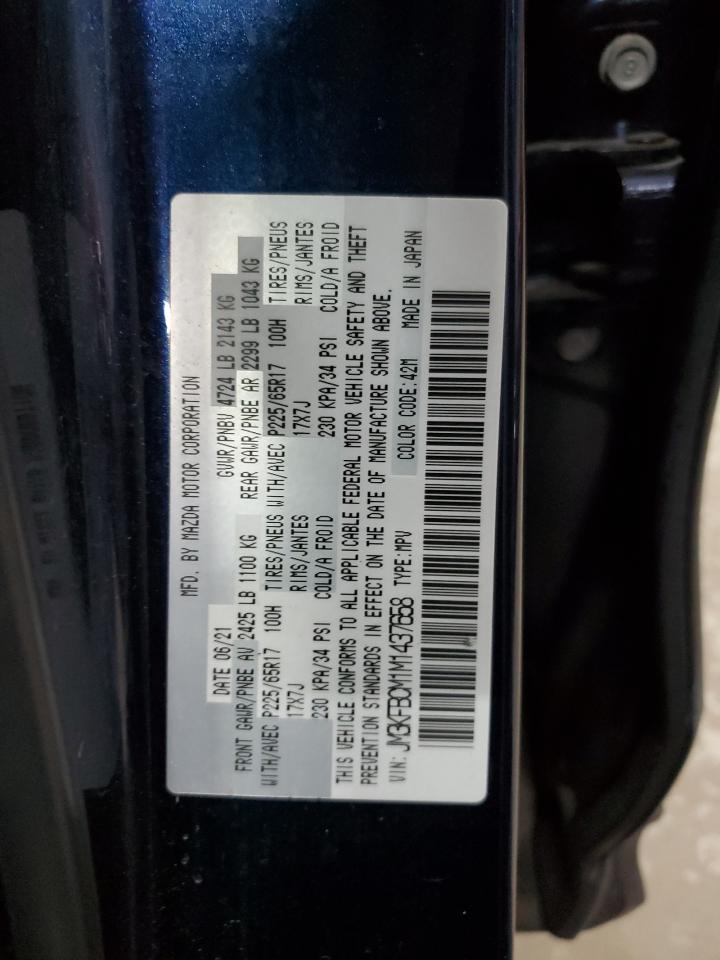 MFD. BY MAZDA MOTOR CORPORATION
DATE 06/21 GVWR/PNBV 4724 LB 2143 KG
FRONT GAWR/PNBE AV 2425 LB 1100 KG REAR GAWR/PNBE AR 2299 LB 1043 KG
WITH/AVEC P225/65R17 100H TIRES/PNEUS WITH/AVEC P225/65R17 100H TIRES/PNEUS
17X7J RIMS/JANTES 17X7J RIMS/JANTES
230 KPA/34 PSI COLD/A FROID 230 KPA/34 PSI COLD/A FROID
THIS VEHICLE CONFORMS TO ALL APPLICABLE FEDERAL MOTOR VEHICLE SAFETY AND THEFT
PREVENTION STANDARDS IN EFFECT ON THE DATE OF MANUFACTURE SHOWN ABOVE.
VIN: JM3KFBCM1M1437658 TYPE:MPV COLOR CODE:42M MADE IN JAPAN